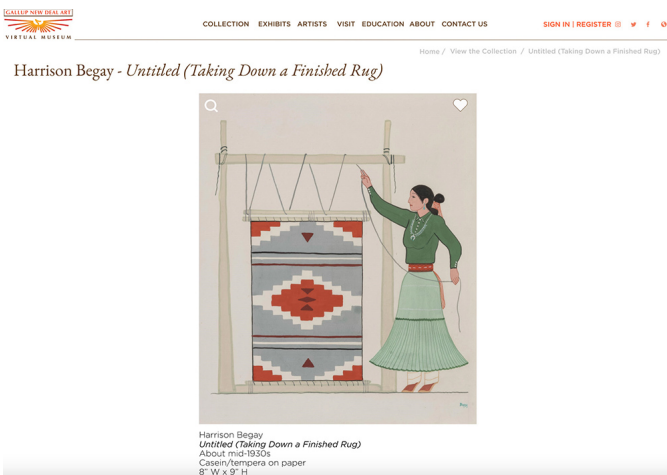 GALLUP NEW DEAL ART
VIRTUAL MUSEUM
COLLECTION EXHIBITS ARTISTS VISIT EDUCATION ABOUT CONTACT US
SIGN IN | REGISTER
Home / View the Collection / Untitled (Taking Down a Finished Rug)
Harrison Begay - Untitled (Taking Down a Finished Rug)
Harrison Begay
Untitled (Taking Down a Finished Rug)
About mid-1930s
Casein/tempera on paper
8" W x 9" H